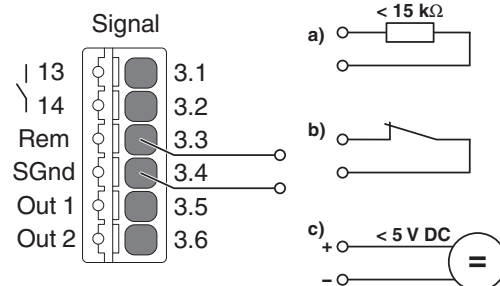 Signal
13 3.1
14 3.2
Rem 3.3
SGnd 3.4
Out 1 3.5
Out 2 3.6
a) < 15 kΩ
b)
c)
+ < 5 V DC
=
–